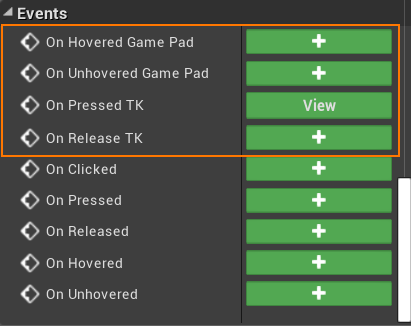 Events
On Hovered Game Pad
On Unhovered Game Pad
On Pressed TK View
On Release TK
On Clicked
On Pressed
On Released
On Hovered
On Unhovered